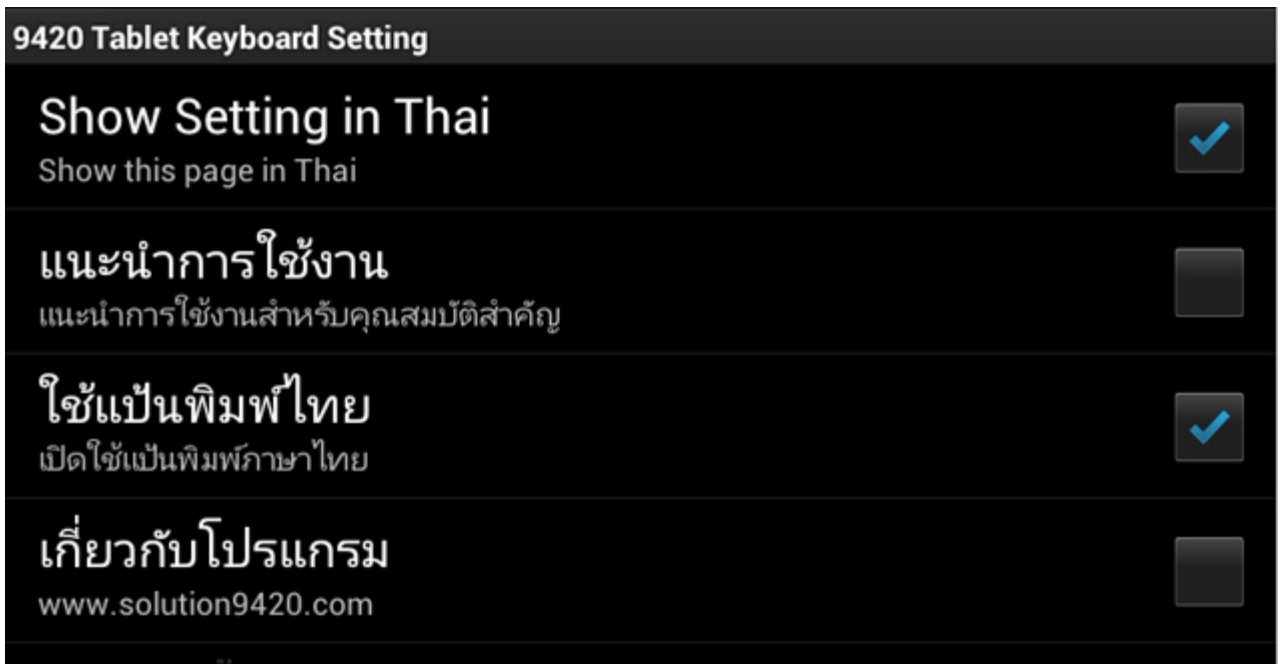 9420 Tablet Keyboard Setting
Show Setting in Thai
Show this page in Thai
แนะนำการใช้งาน
แนะนำการใช้งานสำหรับคุณสมบัติสำคัญ
ใช้แป้นพิมพ์ไทย
เปิดใช้แป้นพิมพ์ภาษาไทย
เกี่ยวกับโปรแกรม
www.solution9420.com